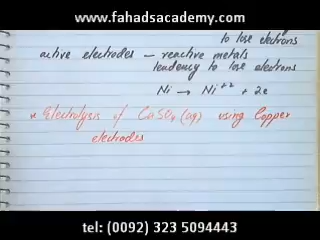 www.fahadsacademy.com
to lose electrons
active electrodes - reactive metals
tendency to lose electrons
Ni → Ni⁺² + 2e
* Electrolysis of CuSO₄ (aq) using Copper
electrodes
tel: (0092) 323 5094443